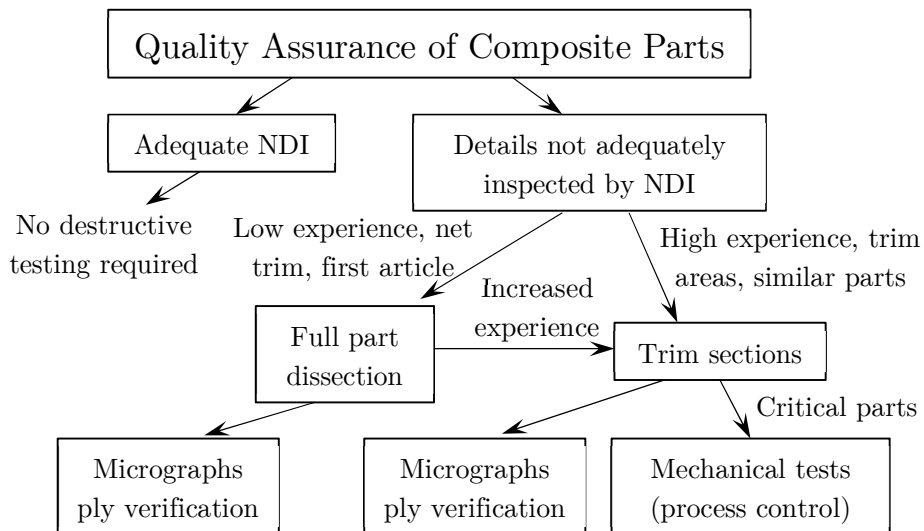 Quality Assurance of Composite Parts
Adequate NDI
Details not adequately
inspected by NDI
No destructive
testing required
Low experience, net
trim, first article
High experience, trim
areas, similar parts
Increased
experience
Full part
dissection
Trim sections
Critical parts
Micrographs
ply verification
Micrographs
ply verification
Mechanical tests
(process control)